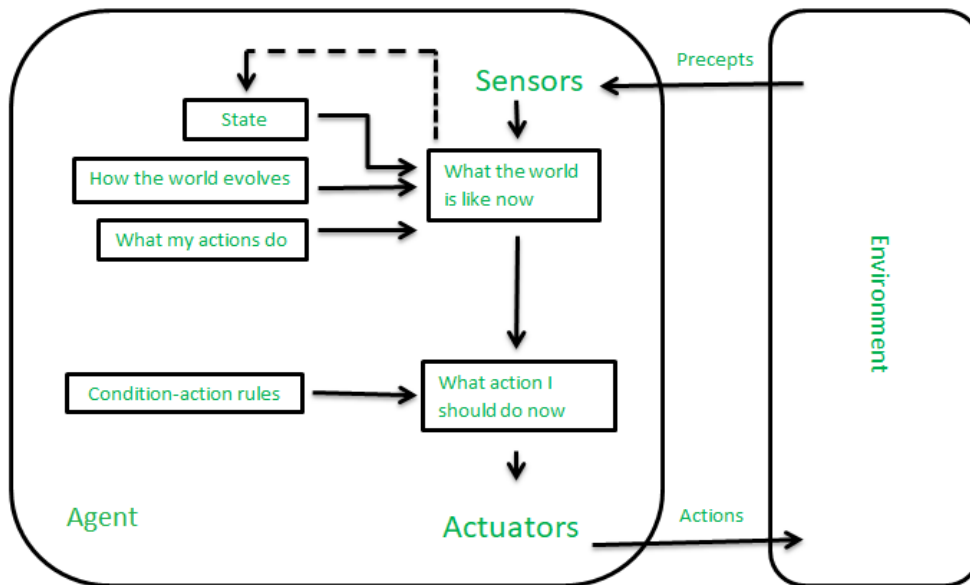 Precepts
Sensors
State
How the world evolves
What the world
is like now
What my actions do
Environment
Condition-action rules
What action I
should do now
Agent
Actuators
Actions